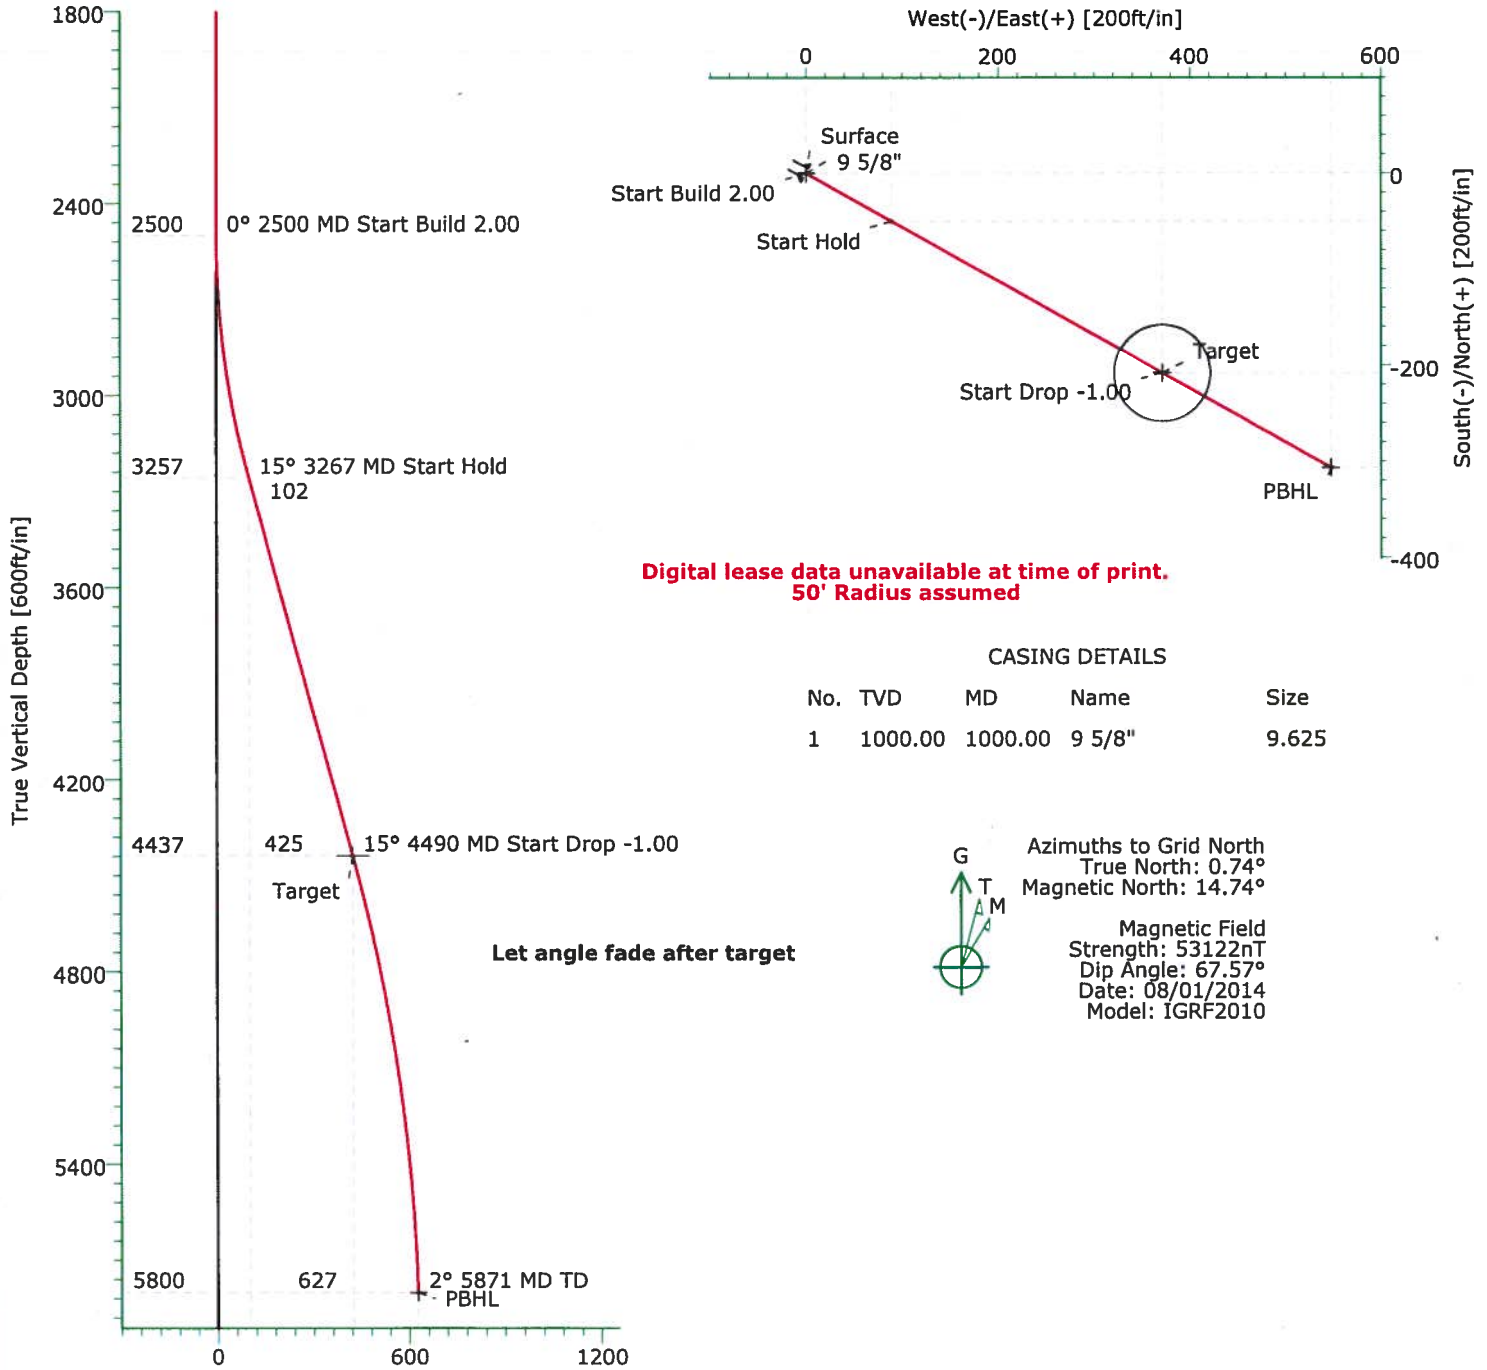 West(-)/East(+) [200ft/in]
0 200 400 600
Surface
9 5/8"
Start Build 2.00
Start Hold
Target
Start Drop -1.00
PBHL
0
-200
-400
South(-)/North(+) [200ft/in]
1800
2400
3000
3600
4200
4800
5400
True Vertical Depth [600ft/in]
2500 0° 2500 MD Start Build 2.00
3257 15° 3267 MD Start Hold
102
4437 425 15° 4490 MD Start Drop -1.00
Target
Let angle fade after target
5800 627 2° 5871 MD TD
PBHL
0 600 1200
Digital lease data unavailable at time of print.
50' Radius assumed
CASING DETAILS
No. TVD MD Name Size
1 1000.00 1000.00 9 5/8" 9.625
G
T
M
Azimuths to Grid North
True North: 0.74°
Magnetic North: 14.74°
Magnetic Field
Strength: 53122nT
Dip Angle: 67.57°
Date: 08/01/2014
Model: IGRF2010